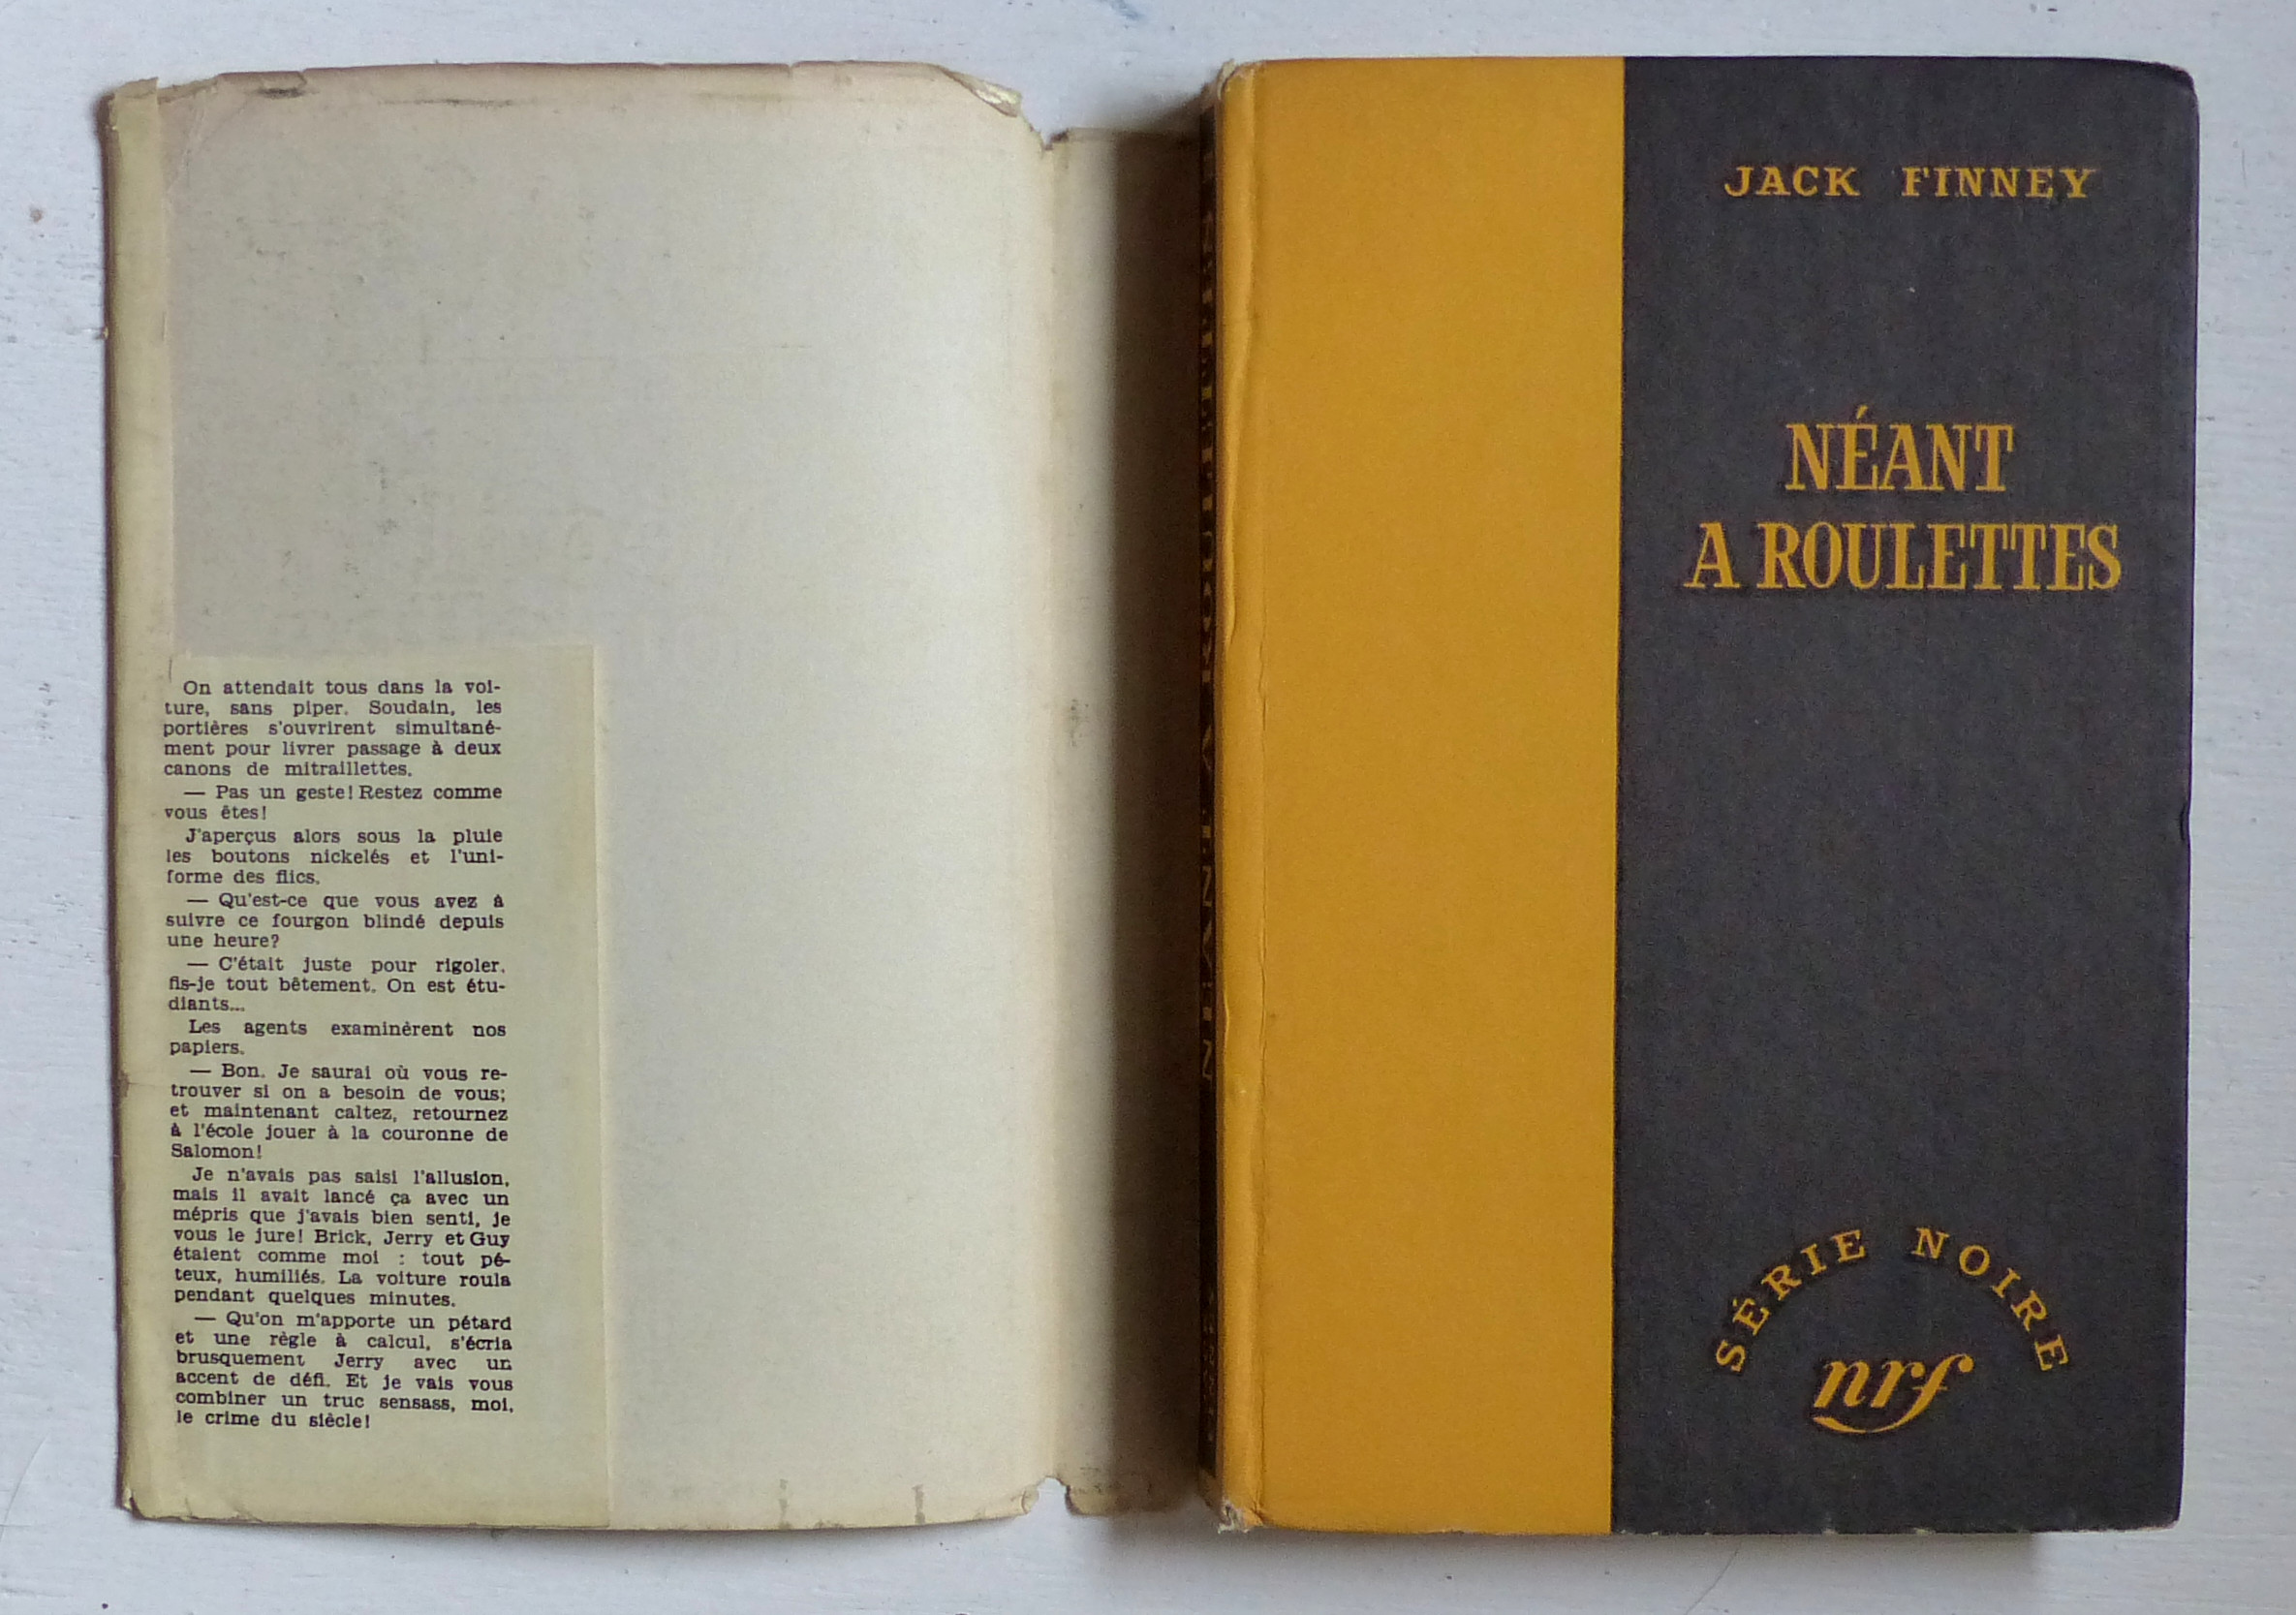 On attendait tous dans la voi-
ture, sans piper. Soudain, les
portières s'ouvrirent simultané-
ment pour livrer passage à deux
canons de mitraillettes.
— Pas un geste! Restez comme
vous êtes!
J'aperçus alors sous la pluie
les boutons nickelés et l'uni-
forme des flics.
— Qu'est-ce que vous avez à
suivre ce fourgon blindé depuis
une heure?
— C'était juste pour rigoler,
fis-je tout bêtement. On est étu-
diants...
Les agents examinèrent nos
papiers.
— Bon. Je saurai où vous re-
trouver si on a besoin de vous;
et maintenant caltez, retournez
à l'école jouer à la couronne de
Salomon!
Je n'avais pas saisi l'allusion,
mais il avait lancé ça avec un
mépris que j'avais bien senti, je
vous le jure! Brick, Jerry et Guy
étaient comme moi : tout pé-
teux, humiliés. La voiture roula
pendant quelques minutes.
— Qu'on m'apporte un pétard
et une règle à calcul, s'écria
brusquement Jerry avec un
accent de défi. Et je vais vous
combiner un truc sensass, moi,
le crime du siècle!
NÉANT A ROULETTES
JACK FINNEY
NÉANT
A ROULETTES
SÉRIE NOIRE
nrf